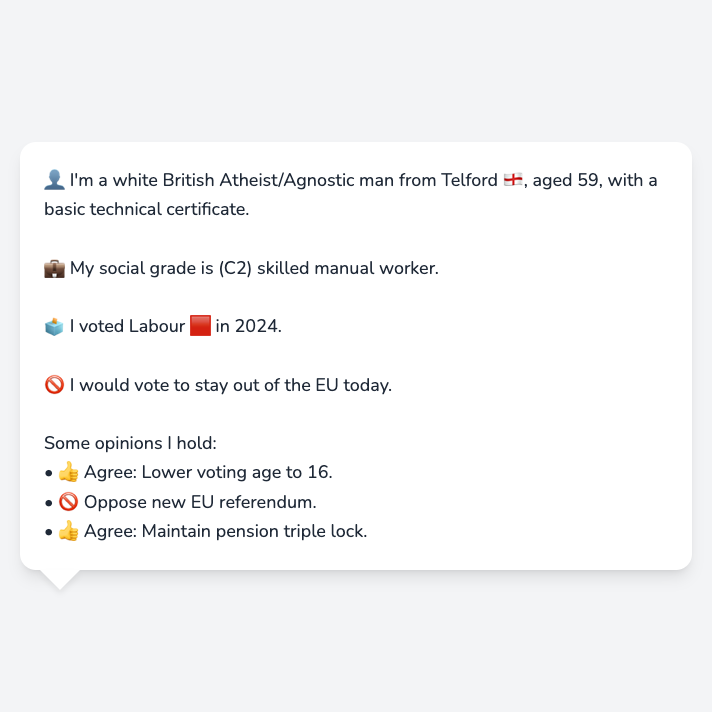 👤 I'm a white British Atheist/Agnostic man from Telford 🏴󠁧󠁢󠁥󠁮󠁧󠁿, aged 59, with a
basic technical certificate.
💼 My social grade is (C2) skilled manual worker.
🗳️ I voted Labour 🟥 in 2024.
🚫 I would vote to stay out of the EU today.
Some opinions I hold:
• 👍 Agree: Lower voting age to 16.
• 🚫 Oppose new EU referendum.
• 👍 Agree: Maintain pension triple lock.